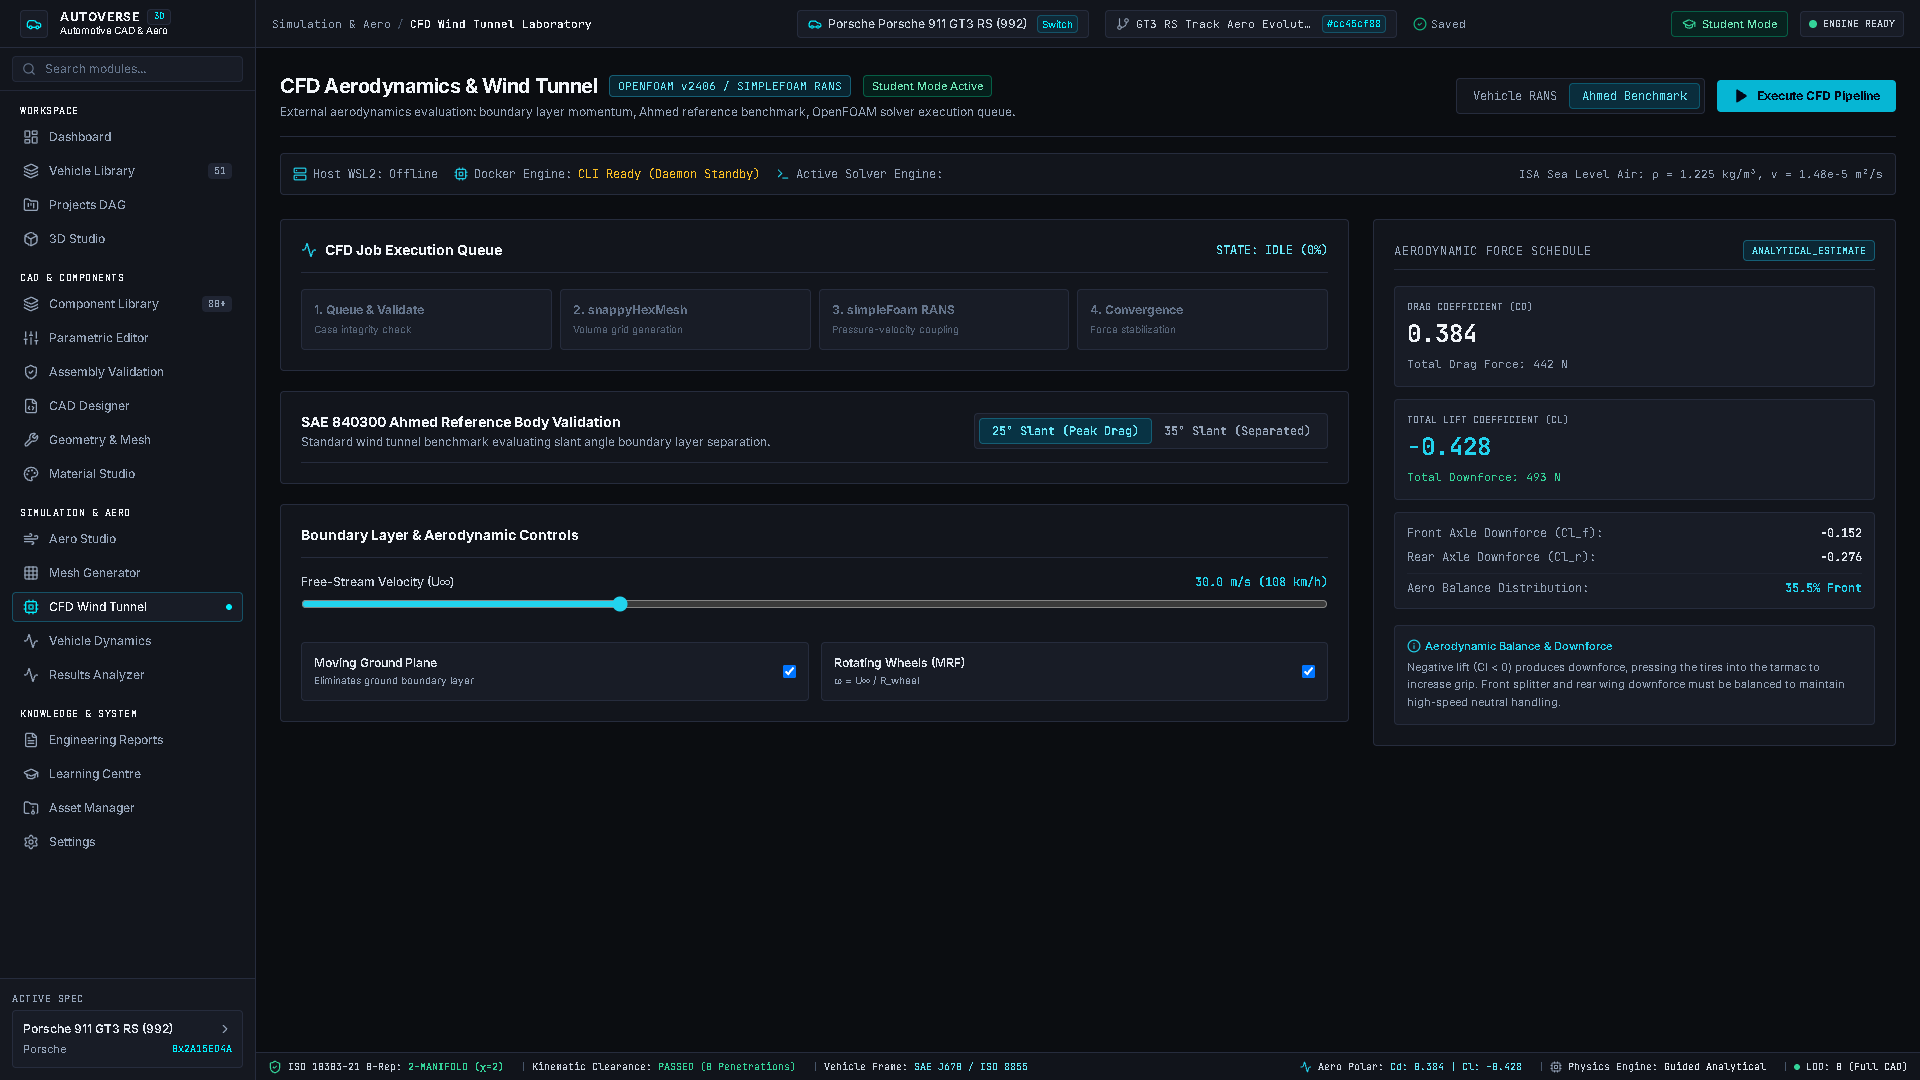 AUTOVERSE 3D
Automotive CAD & Aero
Search modules...
WORKSPACE
Dashboard
Vehicle Library 51
Projects DAG
3D Studio
CAD & COMPONENTS
Component Library 80+
Parametric Editor
Assembly Validation
CAD Designer
Geometry & Mesh
Material Studio
SIMULATION & AERO
Aero Studio
Mesh Generator
CFD Wind Tunnel
Vehicle Dynamics
Results Analyzer
KNOWLEDGE & SYSTEM
Engineering Reports
Learning Centre
Asset Manager
Settings
ACTIVE SPEC
Porsche 911 GT3 RS (992)
Porsche 0x2A15E04A
Simulation & Aero / CFD Wind Tunnel Laboratory
Porsche Porsche 911 GT3 RS (992) Switch
GT3 RS Track Aero Evolut… #cc45cf88
Saved
Student Mode
ENGINE READY
CFD Aerodynamics & Wind Tunnel
OPENFOAM v2406 / SIMPLEFOAM RANS
Student Mode Active
External aerodynamics evaluation: boundary layer momentum, Ahmed reference benchmark, OpenFOAM solver execution queue.
Vehicle RANS
Ahmed Benchmark
Execute CFD Pipeline
Host WSL2: Offline
Docker Engine: CLI Ready (Daemon Standby)
Active Solver Engine:
ISA Sea Level Air: ρ = 1.225 kg/m³, ν = 1.48e-5 m²/s
CFD Job Execution Queue
STATE: IDLE (0%)
1. Queue & Validate
Case integrity check
2. snappyHexMesh
Volume grid generation
3. simpleFoam RANS
Pressure-velocity coupling
4. Convergence
Force stabilization
SAE 840300 Ahmed Reference Body Validation
Standard wind tunnel benchmark evaluating slant angle boundary layer separation.
25° Slant (Peak Drag)
35° Slant (Separated)
Boundary Layer & Aerodynamic Controls
Free-Stream Velocity (U∞)
30.0 m/s (108 km/h)
Moving Ground Plane
Eliminates ground boundary layer
Rotating Wheels (MRF)
ω = U∞ / R_wheel
AERODYNAMIC FORCE SCHEDULE
ANALYTICAL_ESTIMATE
DRAG COEFFICIENT (CD)
0.384
Total Drag Force: 442 N
TOTAL LIFT COEFFICIENT (CL)
-0.428
Total Downforce: 493 N
Front Axle Downforce (Cl_f): -0.152
Rear Axle Downforce (Cl_r): -0.276
Aero Balance Distribution: 35.5% Front
Aerodynamic Balance & Downforce
Negative lift (Cl < 0) produces downforce, pressing the tires into the tarmac to
increase grip. Front splitter and rear wing downforce must be balanced to maintain
high-speed neutral handling.
ISO 10303-21 B-Rep: 2-MANIFOLD (χ=2)
| Kinematic Clearance: PASSED (0 Penetrations)
| Vehicle Frame: SAE J670 / ISO 8855
Aero Polar: Cd: 0.384 | Cl: -0.428
| Physics Engine: Guided Analytical
| LOD: 0 (Full CAD)